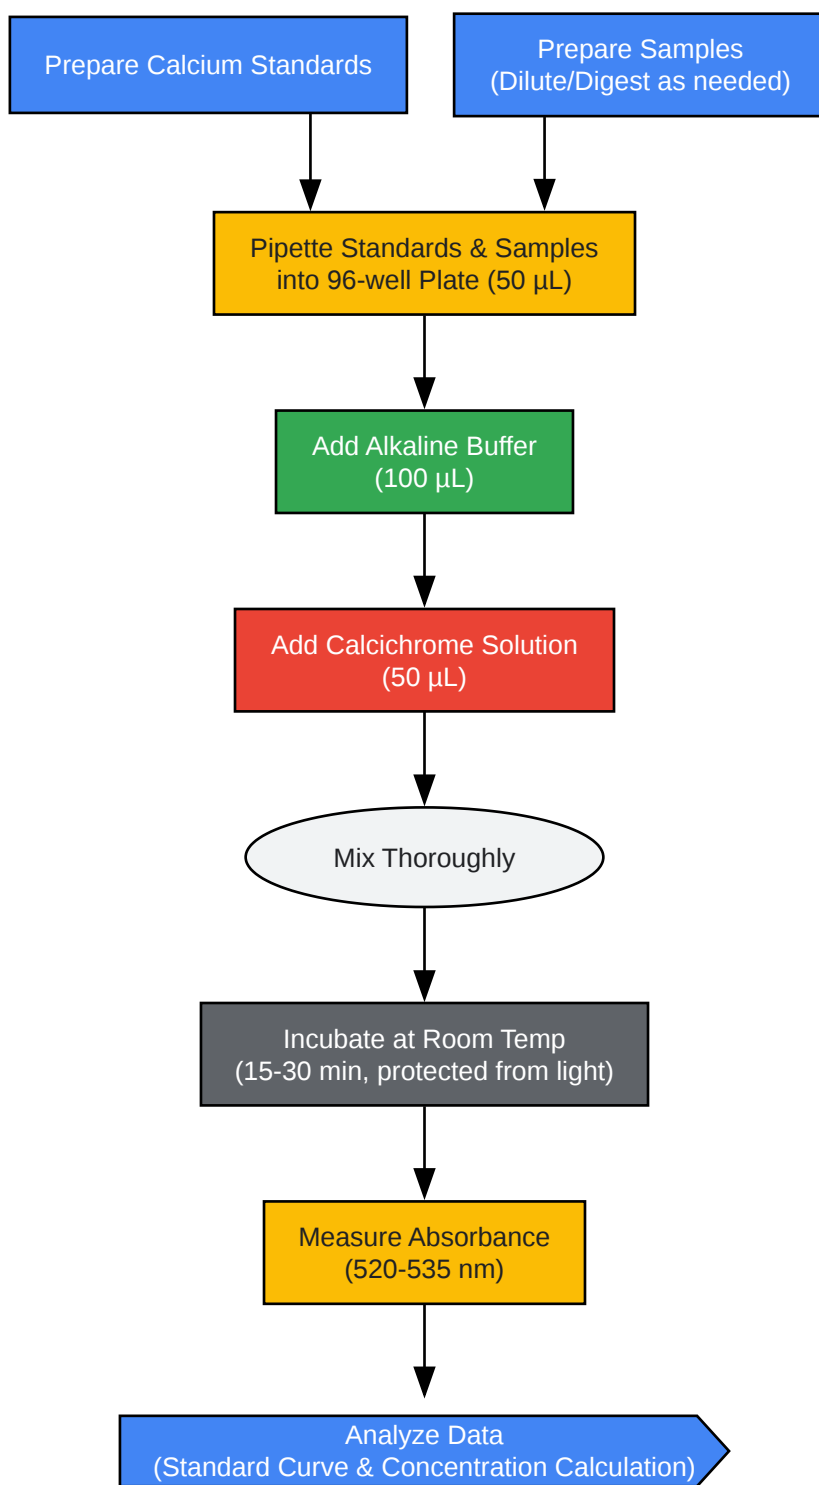 Prepare Calcium Standards
Prepare Samples
(Dilute/Digest as needed)
Pipette Standards & Samples
into 96-well Plate (50 µL)
Add Alkaline Buffer
(100 µL)
Add Calcichrome Solution
(50 µL)
Mix Thoroughly
Incubate at Room Temp
(15-30 min, protected from light)
Measure Absorbance
(520-535 nm)
Analyze Data
(Standard Curve & Concentration Calculation)